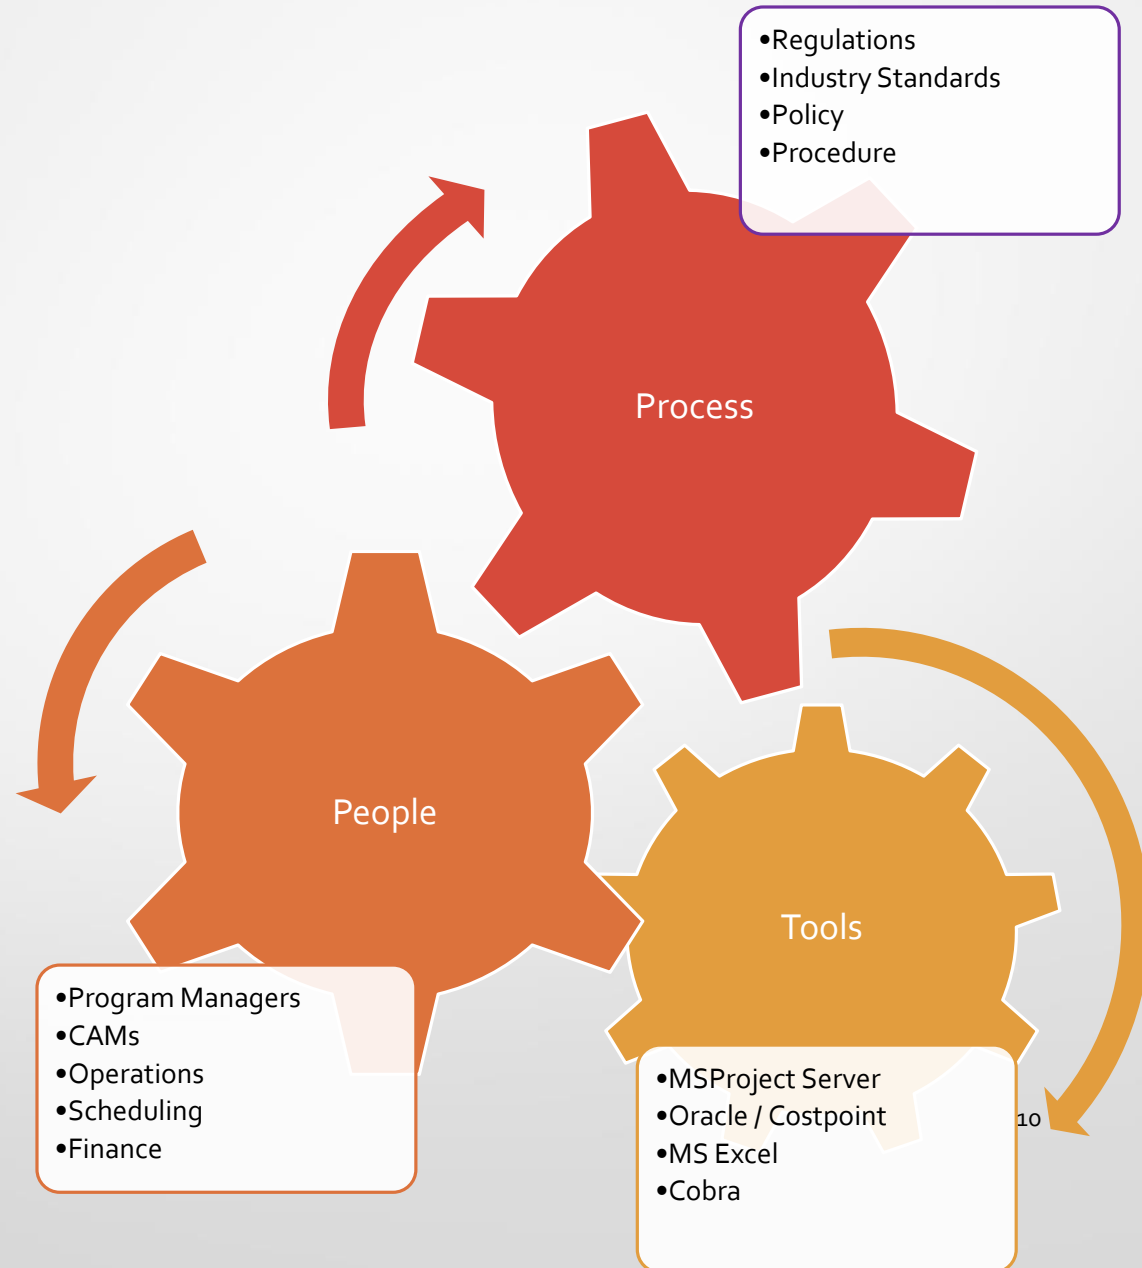 •Regulations
•Industry Standards
•Policy
•Procedure
Process
People
Tools
•Program Managers
•CAMs
•Operations
•Scheduling
•Finance
•MSProject Server
•Oracle / Costpoint
•MS Excel
•Cobra
10